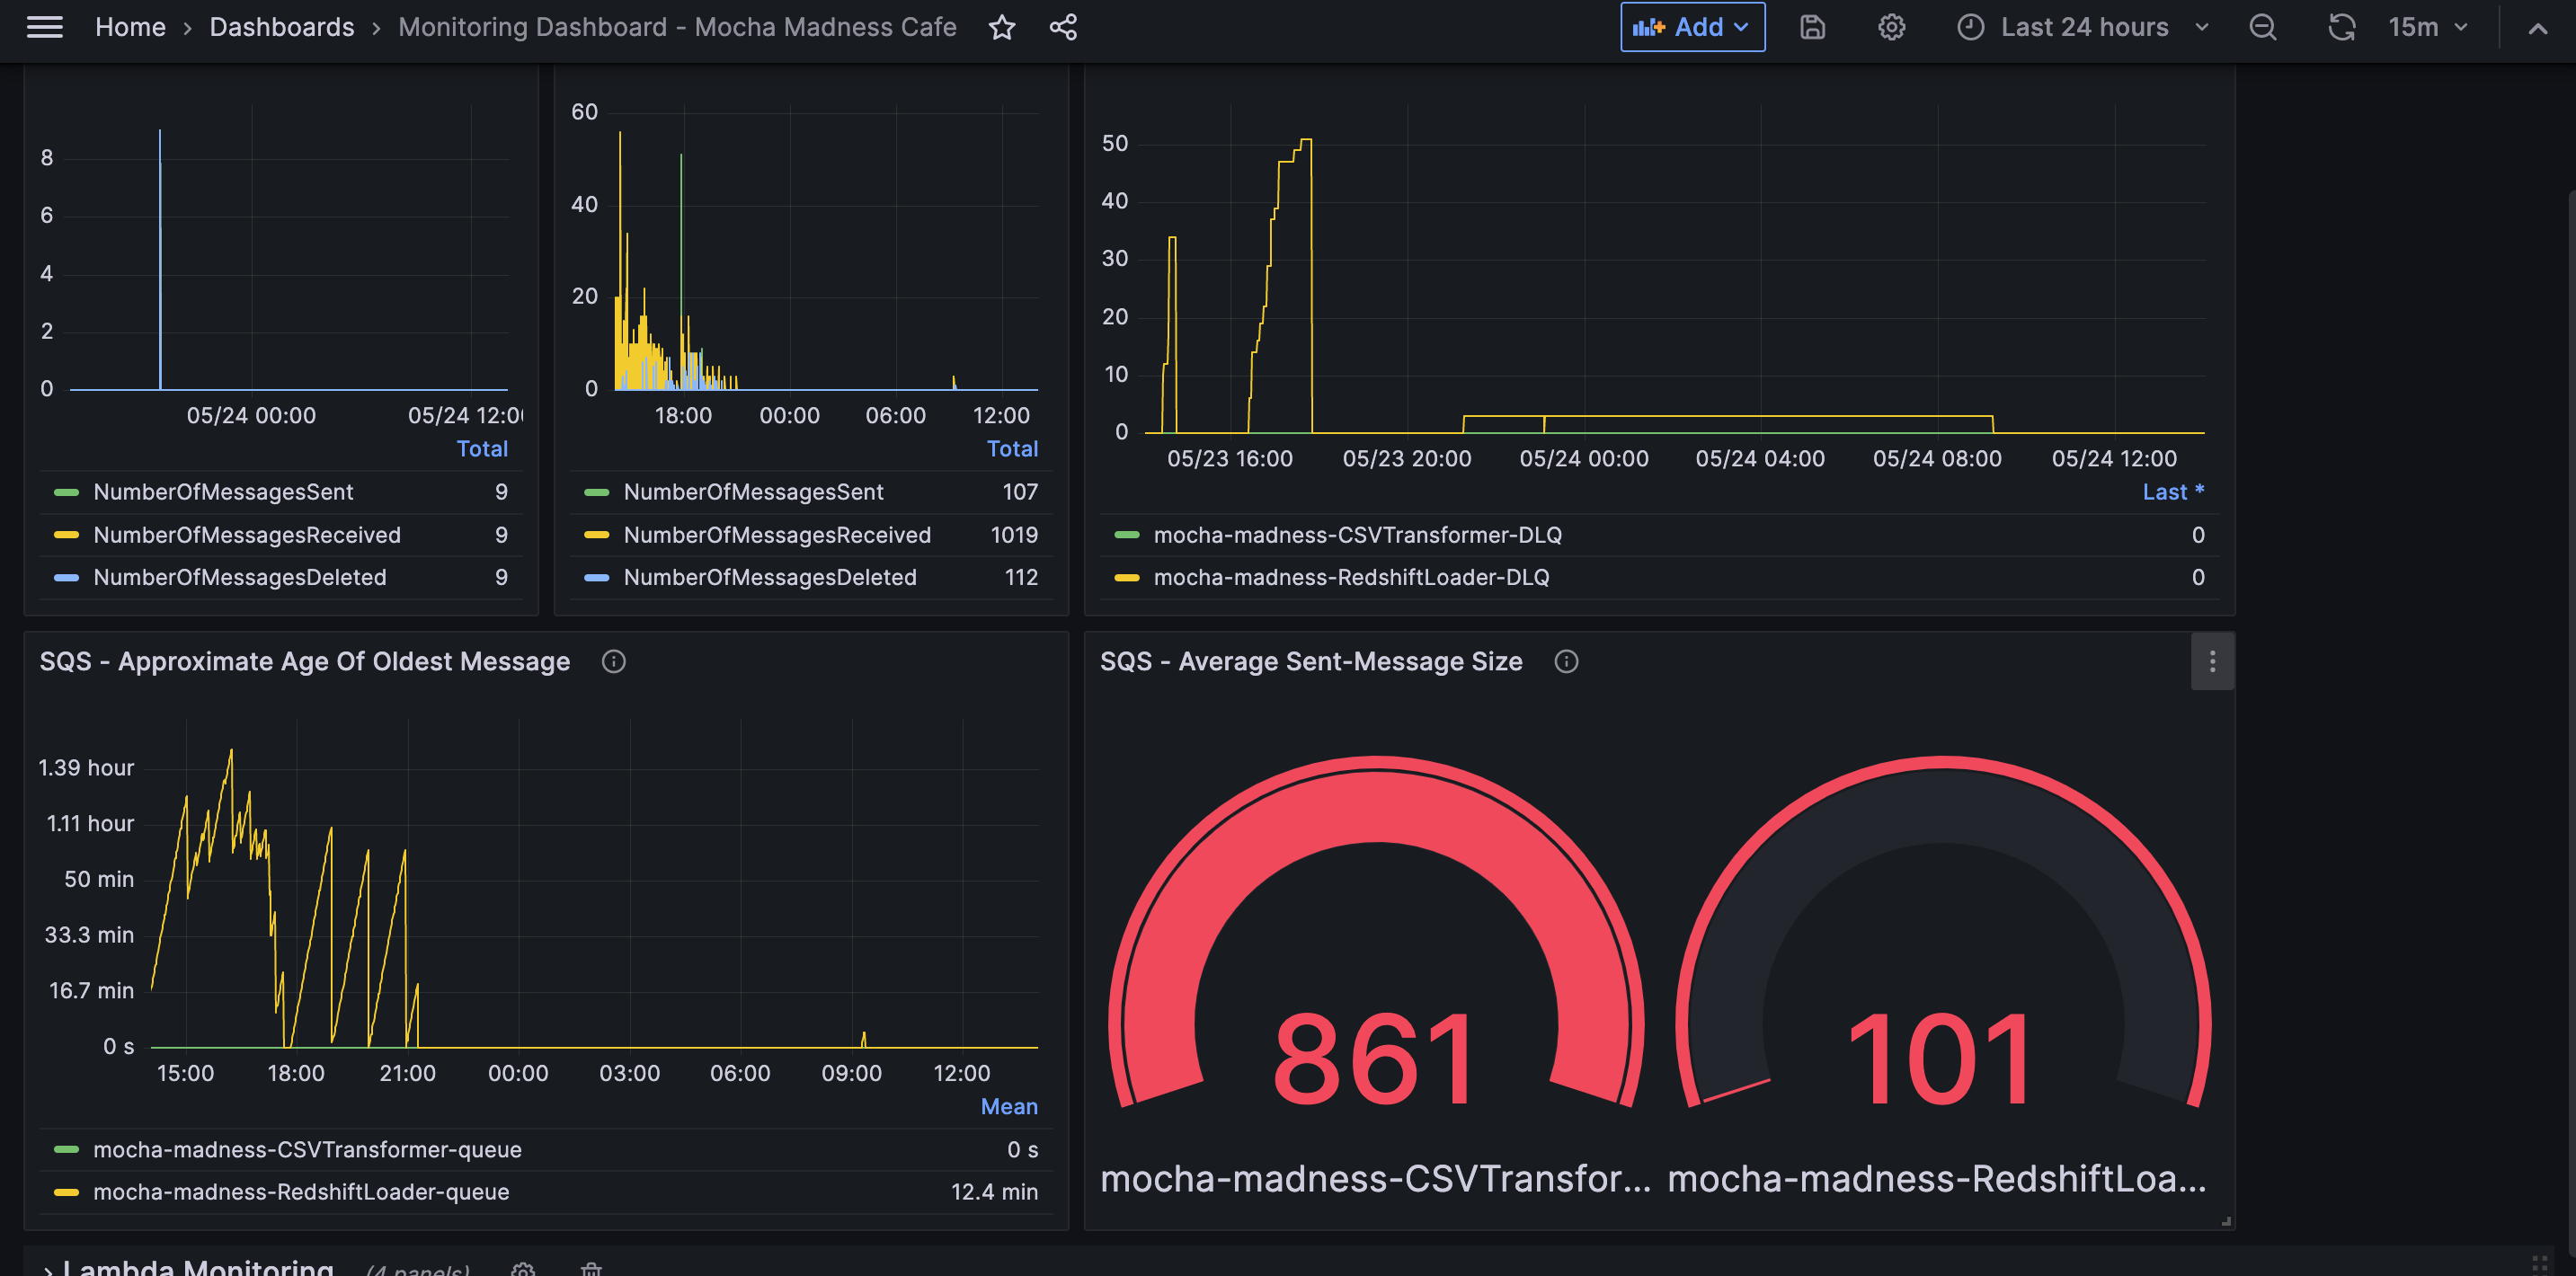 Home › Dashboards › Monitoring Dashboard - Mocha Madness Cafe
Add
Last 24 hours
15m
8
6
4
2
0
05/24 00:00
05/24 12:0
Total
NumberOfMessagesSent 9
NumberOfMessagesReceived 9
NumberOfMessagesDeleted 9
60
40
20
0
18:00 00:00 06:00 12:00
Total
NumberOfMessagesSent 107
NumberOfMessagesReceived 1019
NumberOfMessagesDeleted 112
50
40
30
20
10
0
05/23 16:00 05/23 20:00 05/24 00:00 05/24 04:00 05/24 08:00 05/24 12:00
Last *
mocha-madness-CSVTransformer-DLQ 0
mocha-madness-RedshiftLoader-DLQ 0
SQS - Approximate Age Of Oldest Message
1.39 hour
1.11 hour
50 min
33.3 min
16.7 min
0 s
15:00 18:00 21:00 00:00 03:00 06:00 09:00 12:00
Mean
mocha-madness-CSVTransformer-queue 0 s
mocha-madness-RedshiftLoader-queue 12.4 min
SQS - Average Sent-Message Size
861
101
mocha-madness-CSVTransfor...
mocha-madness-RedshiftLoa...
Lambda Monitoring (4 panels)